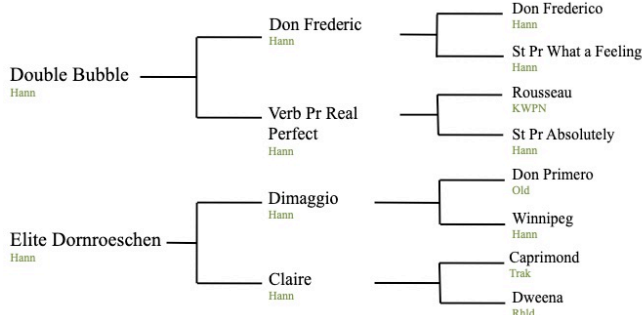 Double Bubble
Hann
Don Frederic
Hann
Don Frederico
Hann
St Pr What a Feeling
Hann
Verb Pr Real
Perfect
Hann
Rousseau
KWPN
St Pr Absolutely
Hann
Elite Dornroeschen
Hann
Dimaggio
Hann
Don Primero
Old
Winnipeg
Hann
Claire
Hann
Caprimond
Trak
Dweena
Rhld